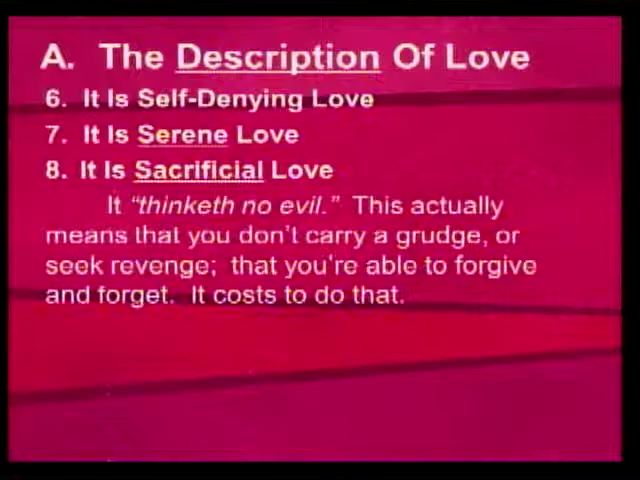 A. The Description Of Love
6. It Is Self-Denying Love
7. It Is Serene Love
8. It Is Sacrificial Love
It “thinketh no evil.” This actually
means that you don’t carry a grudge, or
seek revenge; that you’re able to forgive
and forget. It costs to do that.